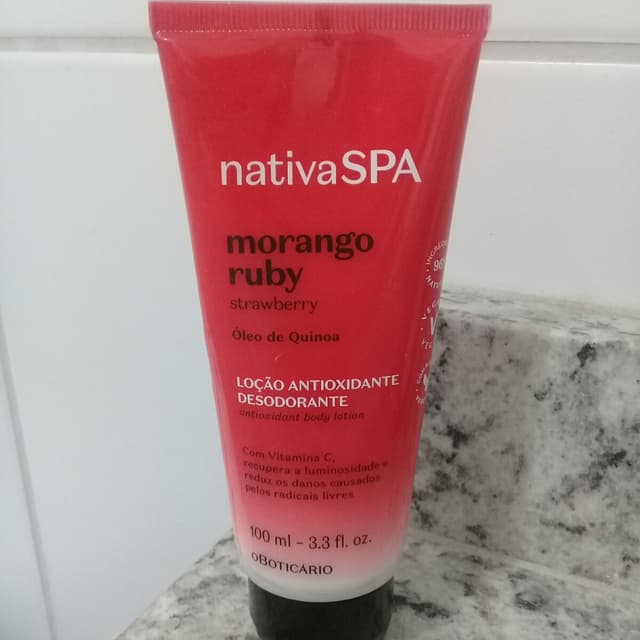 nativaSPA
morango
ruby
strawberry
Óleo de Quinoa
LOÇÃO ANTIOXIDANTE
DESODORANTE
antioxidant body lotion
Com Vitamina C,
recupera a luminosidade e
reduz os danos causados
pelos radicais livres
100 ml - 3.3 fl. oz.
oBOTICÁRIO